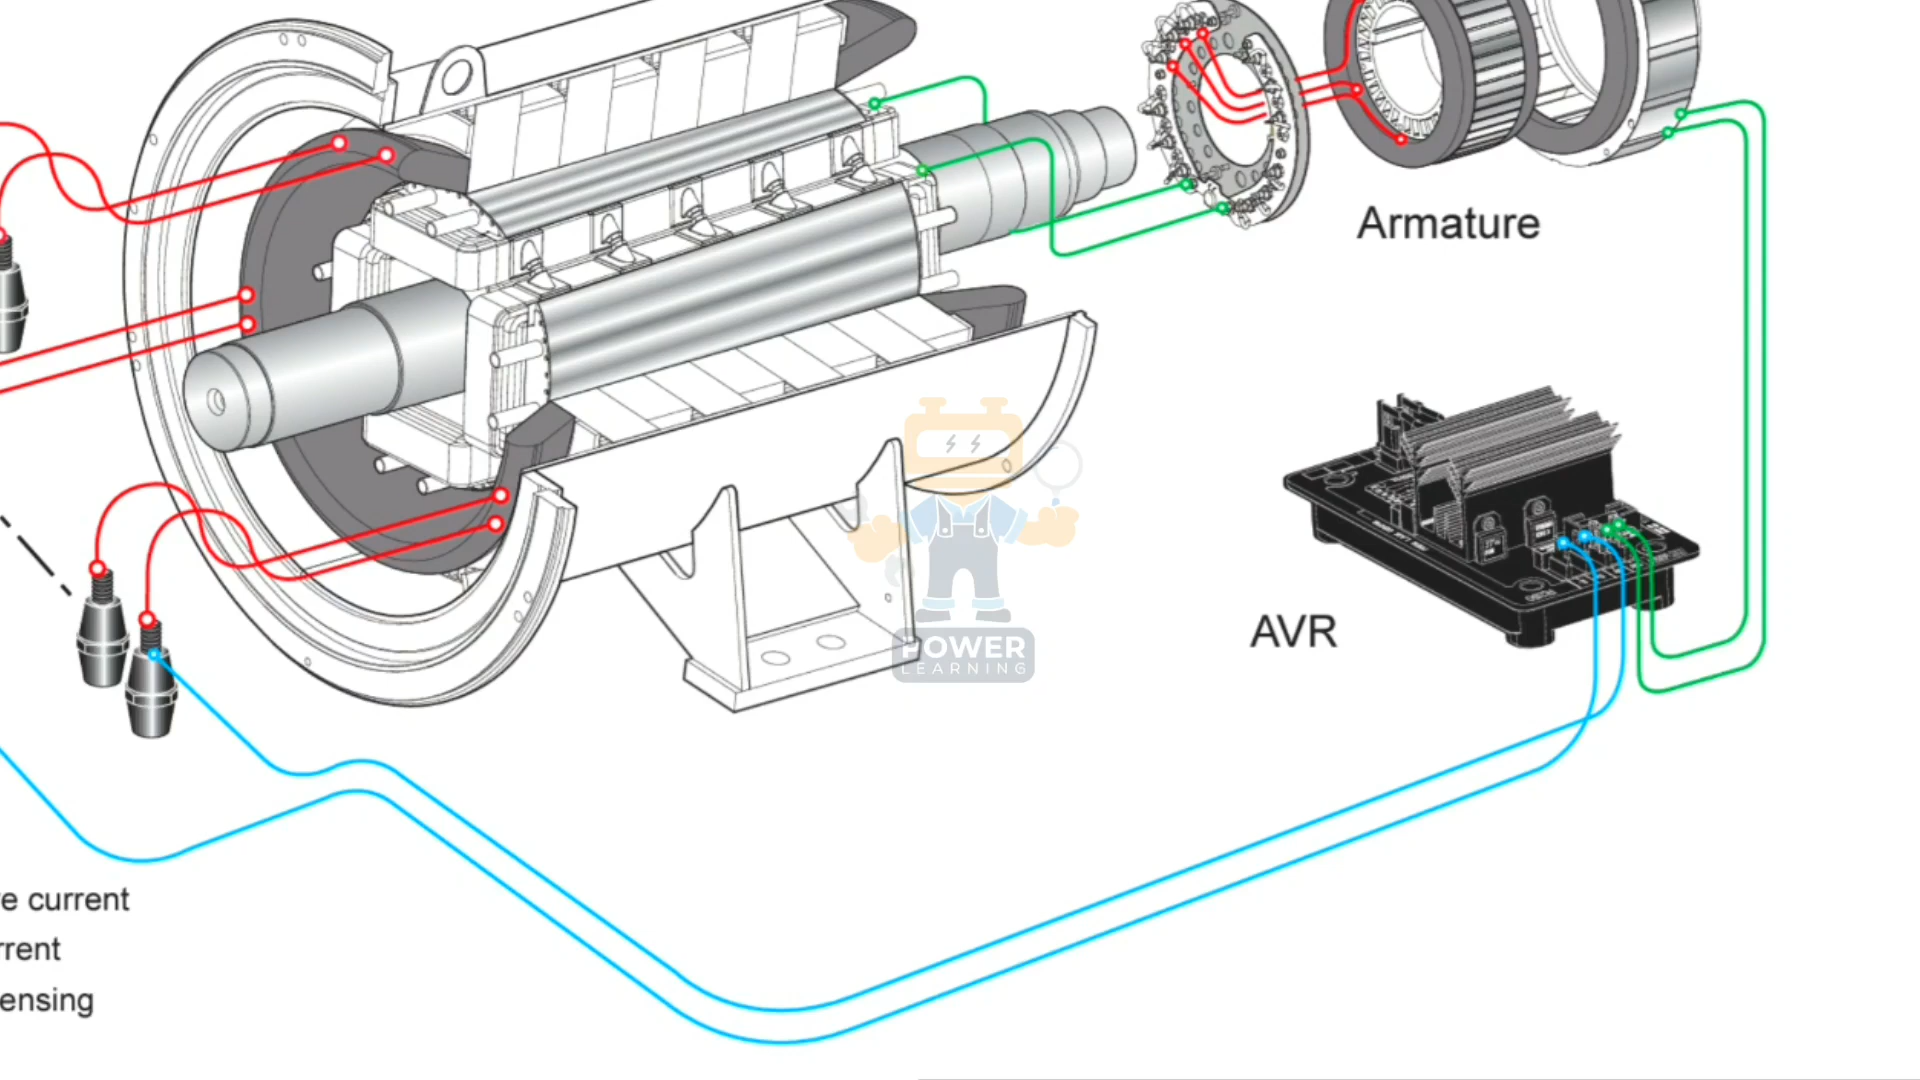 Armature
AVR
POWER
LEARNING
e current
rrent
ensing